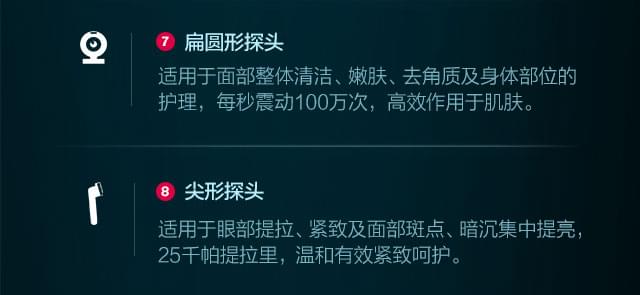 7 扁圆形探头
适用于面部整体清洁、嫩肤、去角质及身体部位的
护理，每秒震动100万次，高效作用于肌肤。
8 尖形探头
适用于眼部提拉、紧致及面部斑点、暗沉集中提亮，
25千帕提拉里，温和有效紧致呵护。